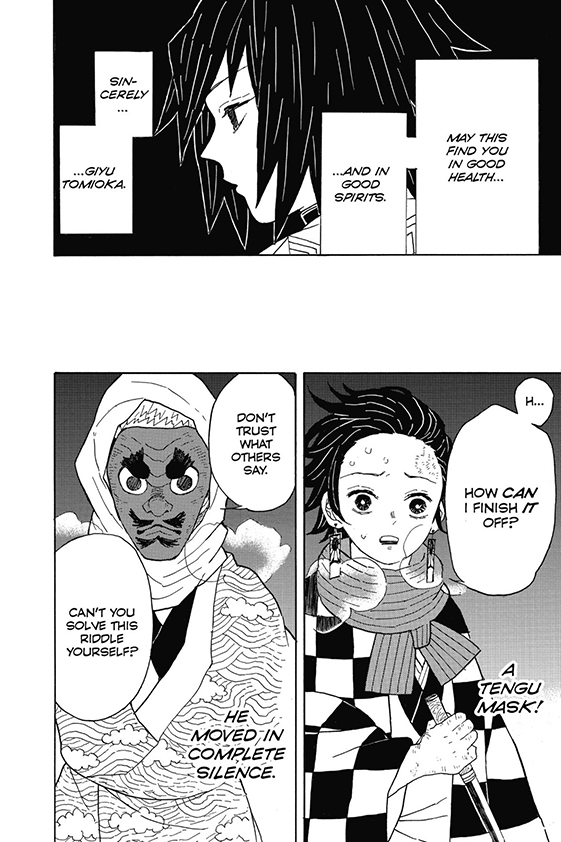 MAY THIS
FIND YOU
IN GOOD
HEALTH...
...AND IN
GOOD
SPIRITS.
SIN-
CERELY
...
...GIYU
TOMIOKA.
H...
HOW CAN
I FINISH IT
OFF?
A
TENGU
MASK!
DON'T
TRUST
WHAT
OTHERS
SAY.
CAN'T YOU
SOLVE THIS
RIDDLE
YOURSELF?
HE
MOVED IN
COMPLETE
SILENCE.